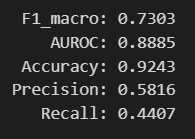 F1_macro: 0.7303
AUROC: 0.8885
Accuracy: 0.9243
Precision: 0.5816
Recall: 0.4407